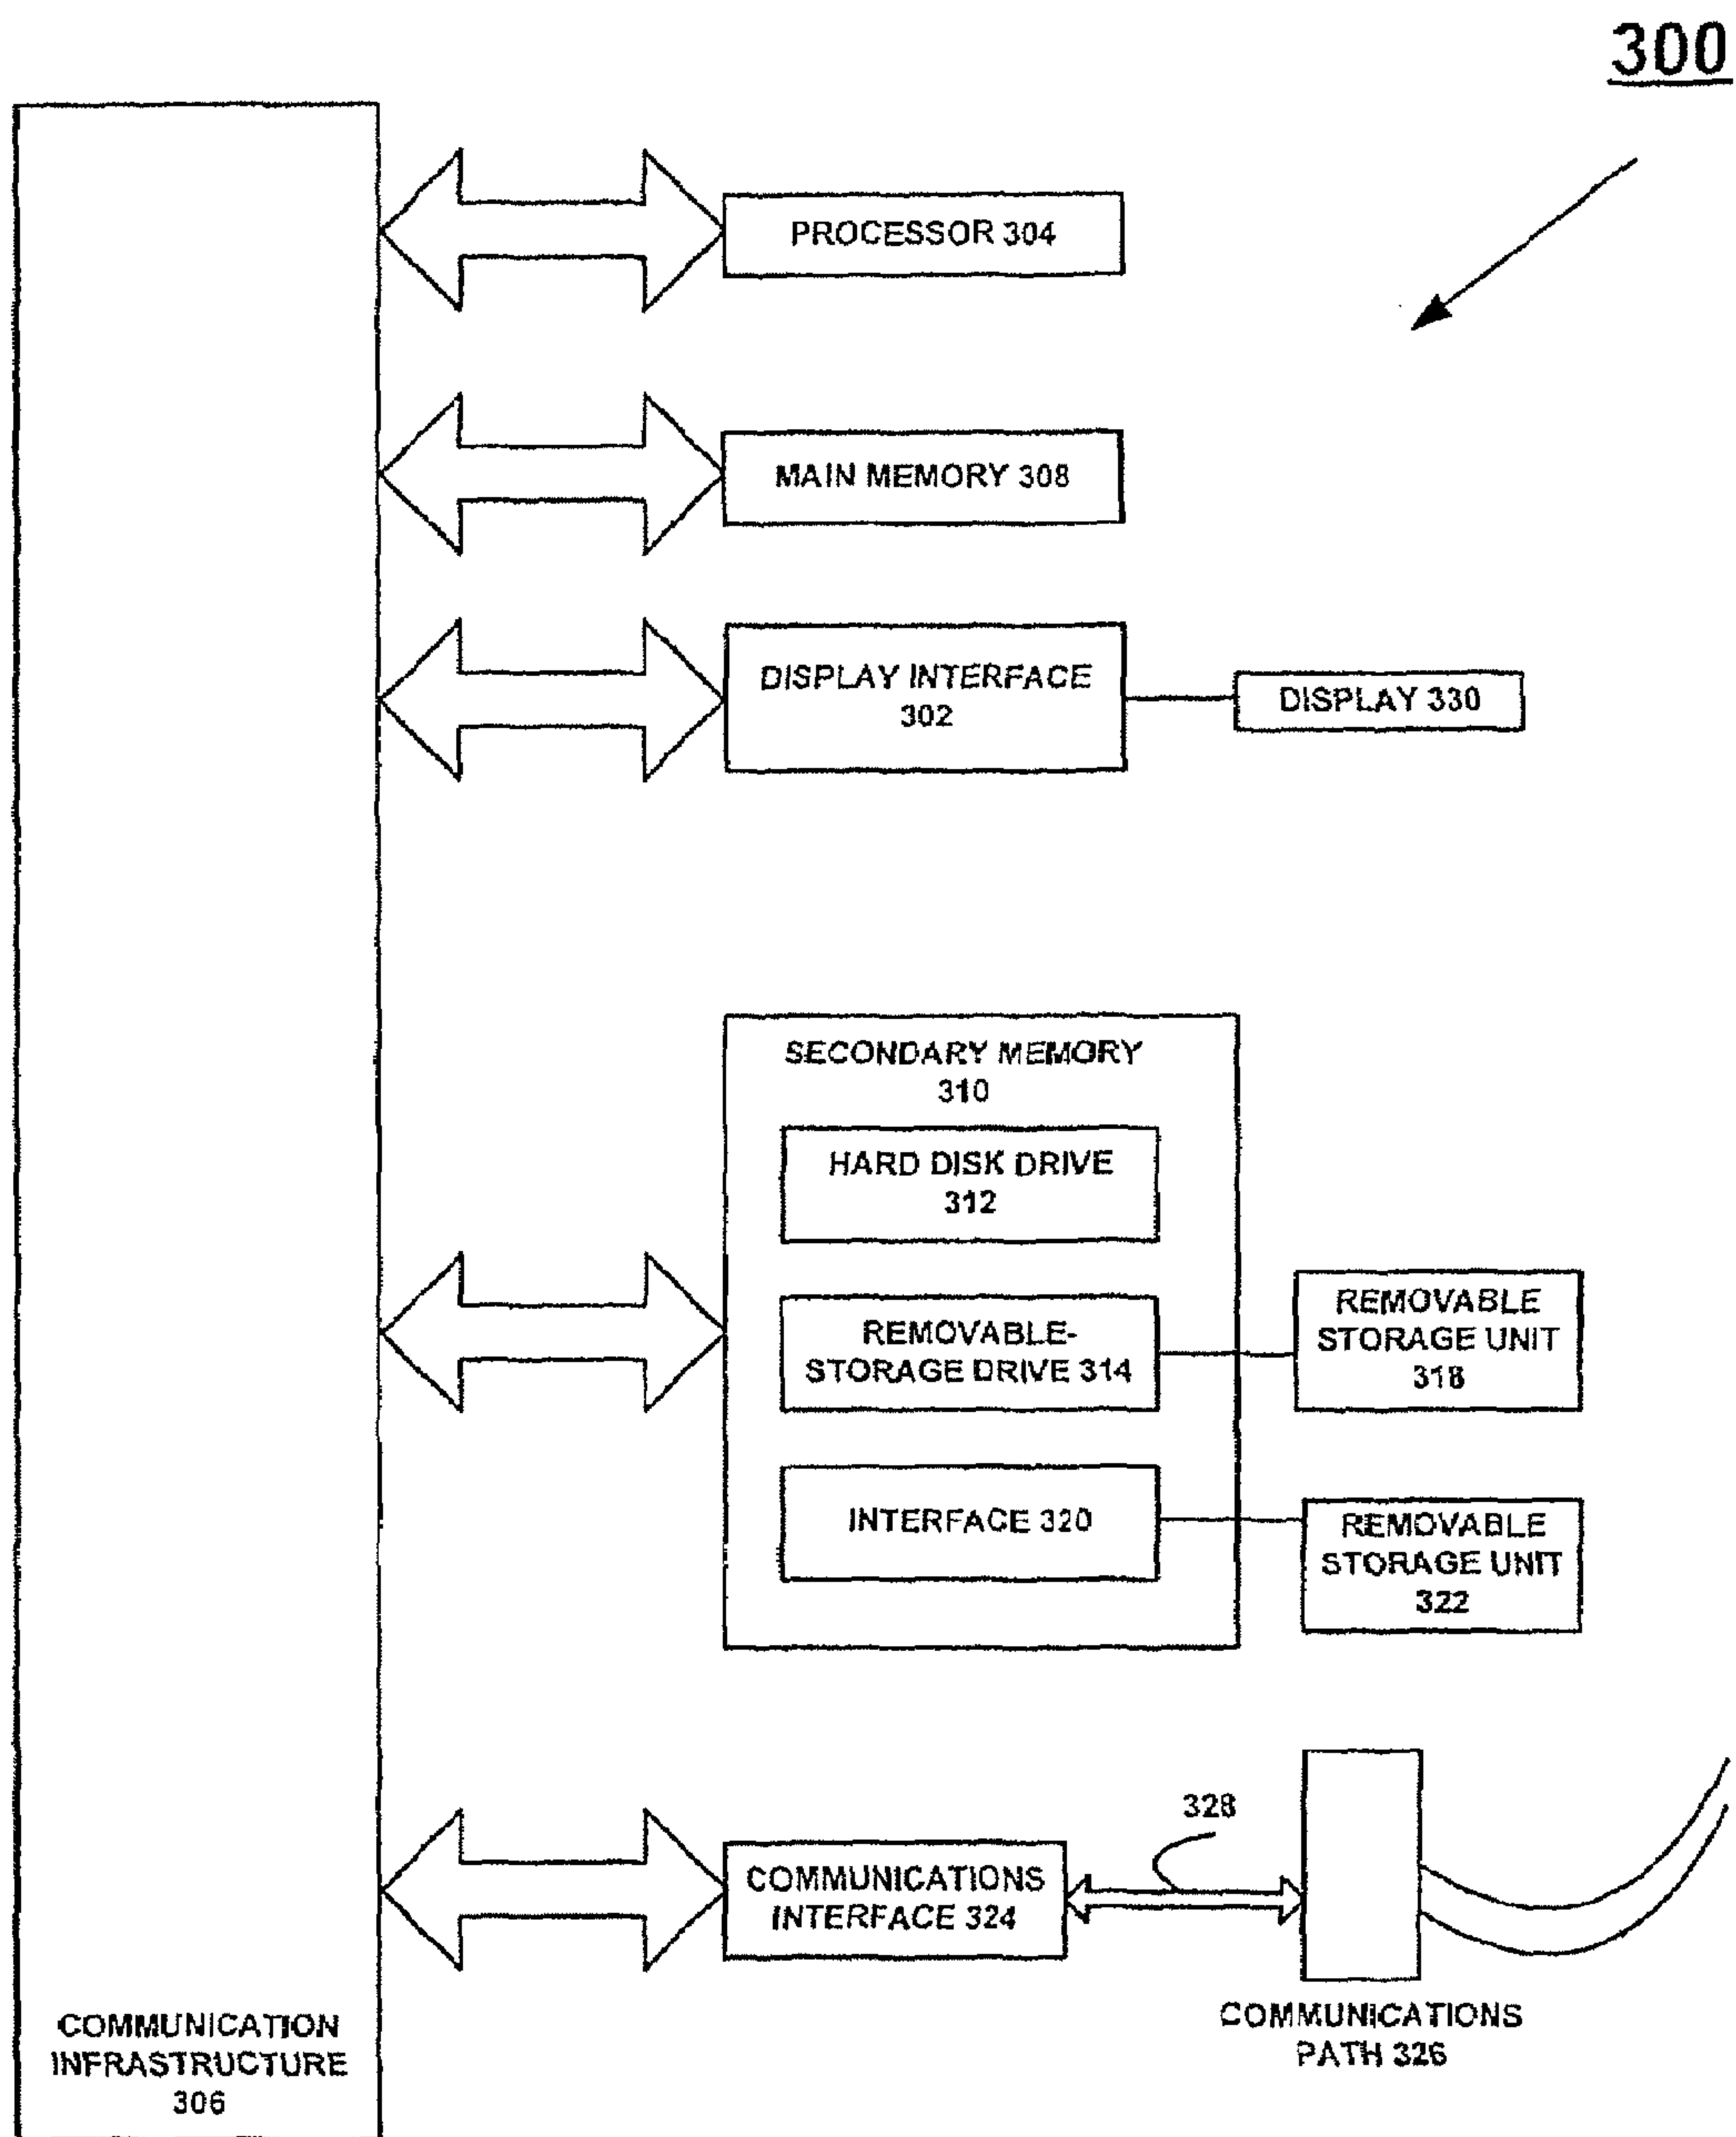 300
PROCESSOR 304
MAIN MEMORY 308
DISPLAY INTERFACE
302
DISPLAY 330
SECONDARY MEMORY
310
HARD DISK DRIVE
312
REMOVABLE-
STORAGE DRIVE 314
REMOVABLE
STORAGE UNIT
318
INTERFACE 320
REMOVABLE
STORAGE UNIT
322
328
COMMUNICATIONS
INTERFACE 324
COMMUNICATIONS
PATH 326
COMMUNICATION
INFRASTRUCTURE
306